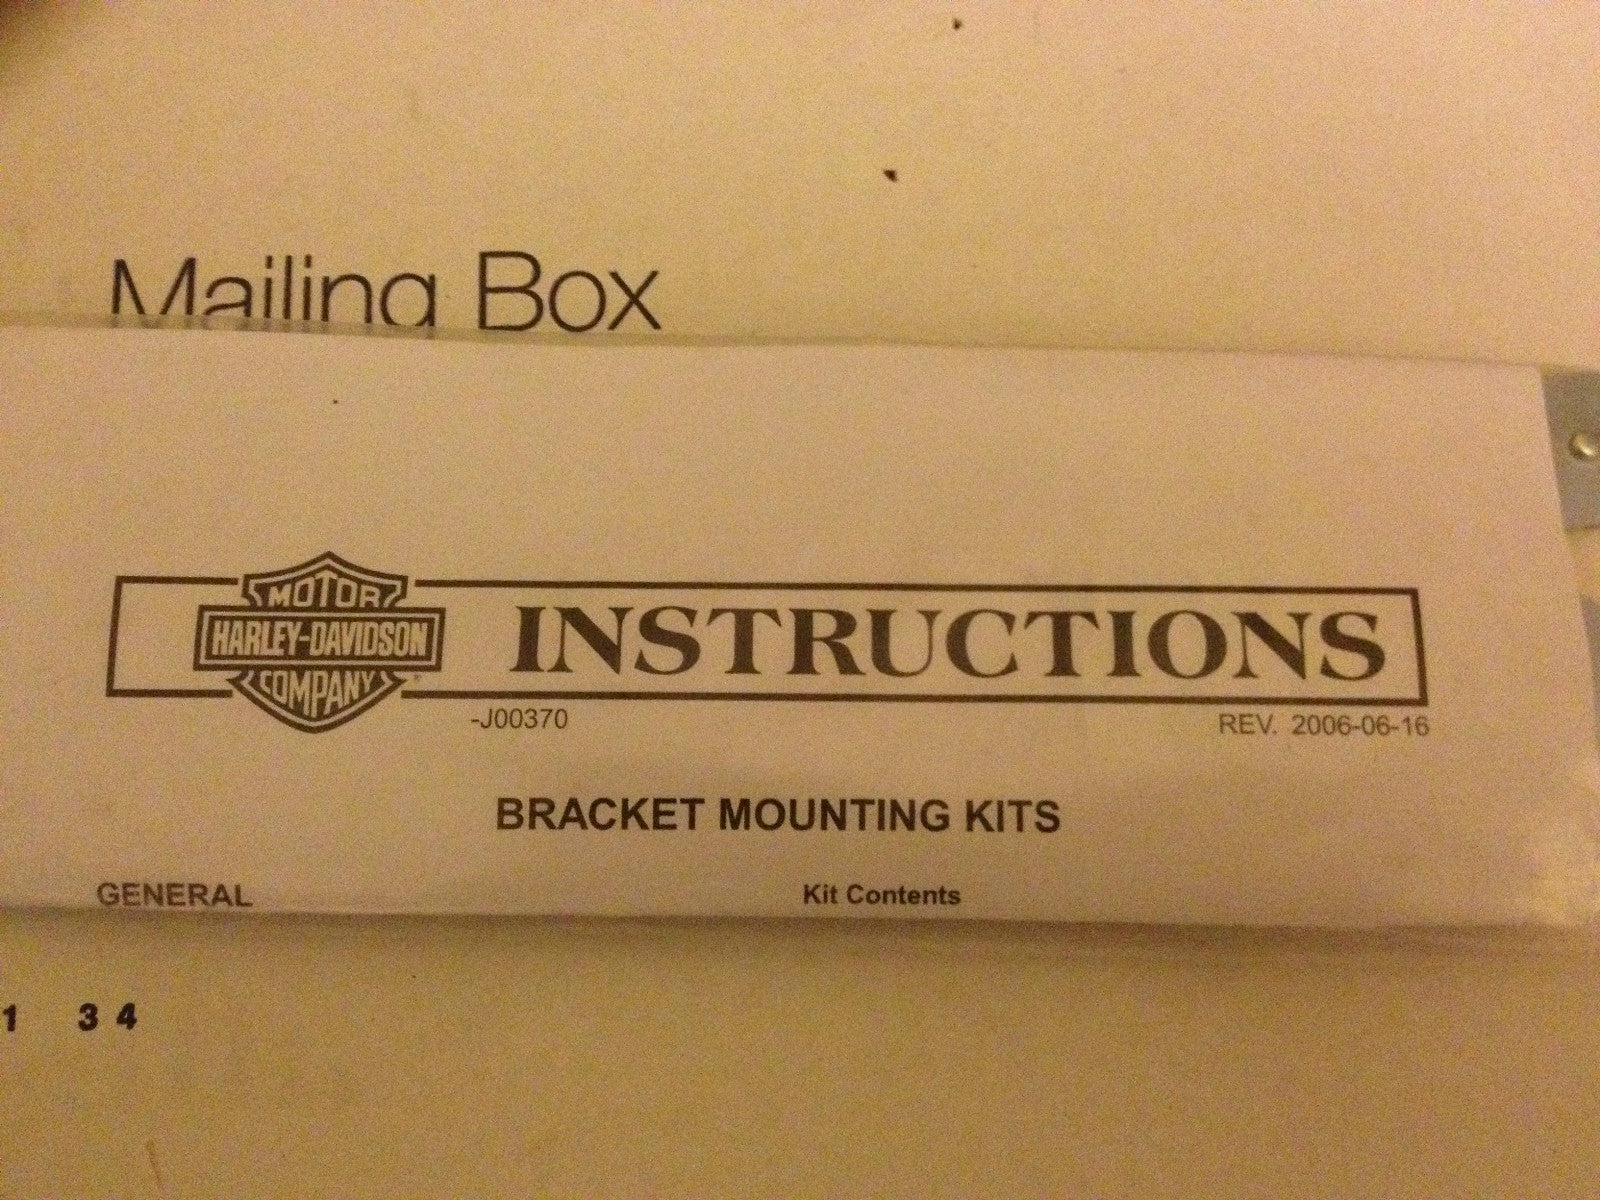 Mailing Box
MOTOR
HARLEY-DAVIDSON
COMPANY
INSTRUCTIONS
-J00370
REV. 2006-06-16
BRACKET MOUNTING KITS
GENERAL
Kit Contents
1 3 4